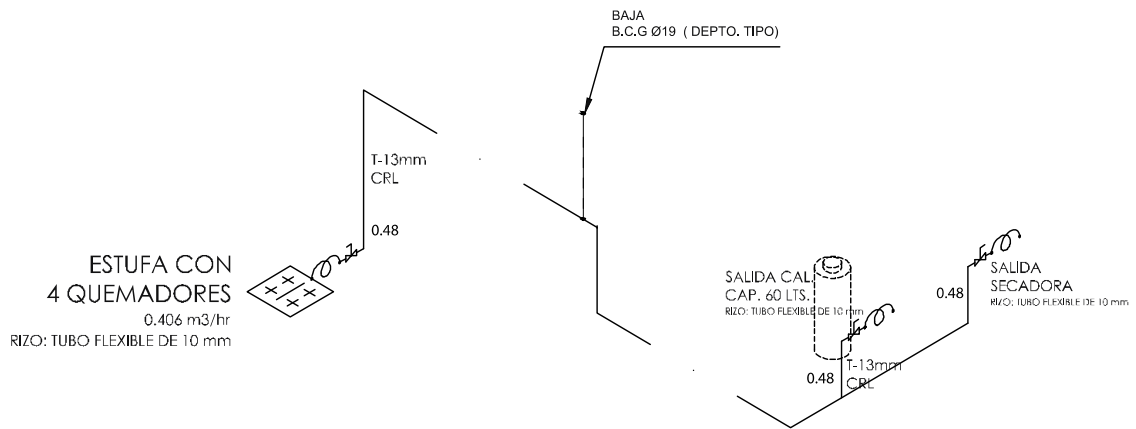 BAJA
B.C.G Ø19 ( DEPTO. TIPO)
T-13mm
CRL
0.48
ESTUFA CON
4 QUEMADORES
0.406 m3/hr
RIZO: TUBO FLEXIBLE DE 10 mm
SALIDA CAL.
CAP. 60 LTS.
RIZO: TUBO FLEXIBLE DE 10 mm
0.48
T-13mm
CRL
0.48
SALIDA
SECADORA
RIZO: TUBO FLEXIBLE DE 10 mm